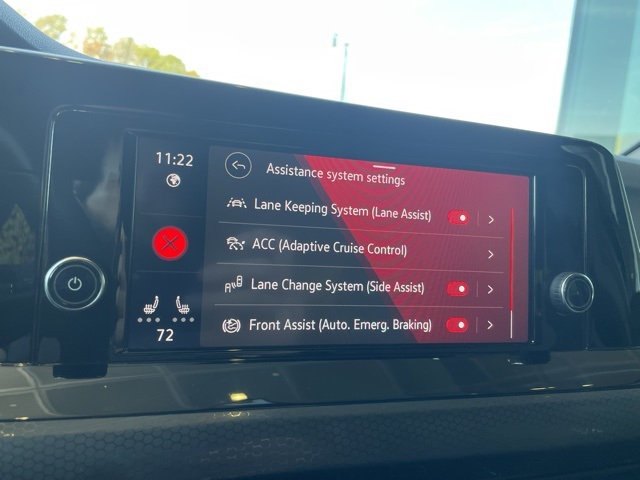 11:22
Assistance system settings
Lane Keeping System (Lane Assist)
ACC (Adaptive Cruise Control)
Lane Change System (Side Assist)
72
Front Assist (Auto. Emerg. Braking)